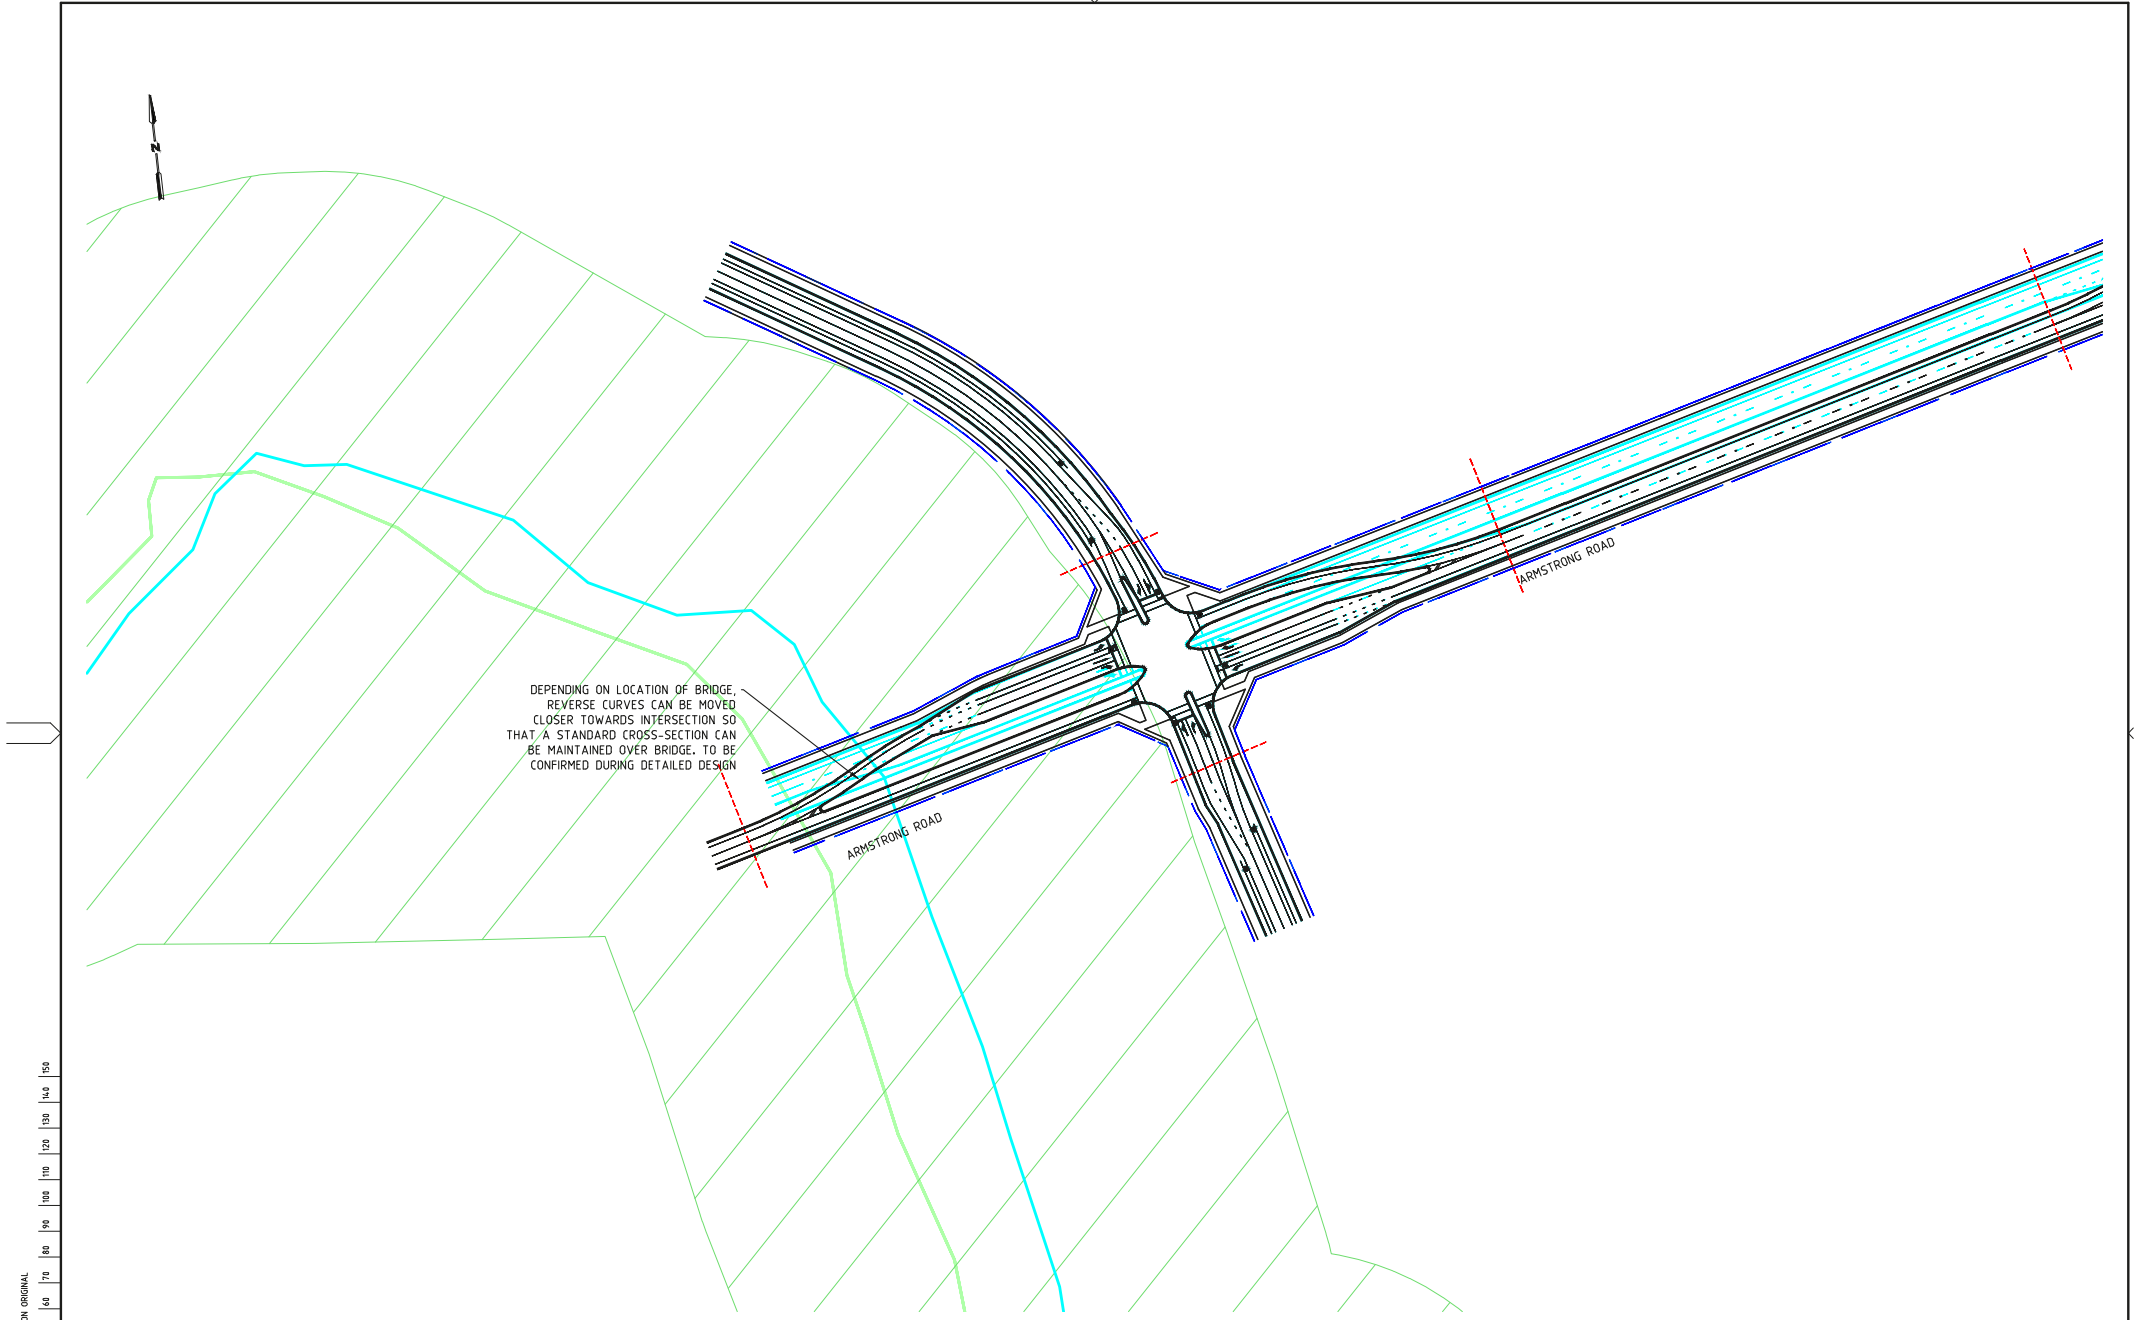 N
ARMSTRONG ROAD
DEPENDING ON LOCATION OF BRIDGE,
REVERSE CURVES CAN BE MOVED
CLOSER TOWARDS INTERSECTION SO
THAT A STANDARD CROSS-SECTION CAN
BE MAINTAINED OVER BRIDGE. TO BE
CONFIRMED DURING DETAILED DESIGN
ARMSTRONG ROAD
150
140
130
120
110
100
90
80
70
60
ON ORIGINAL